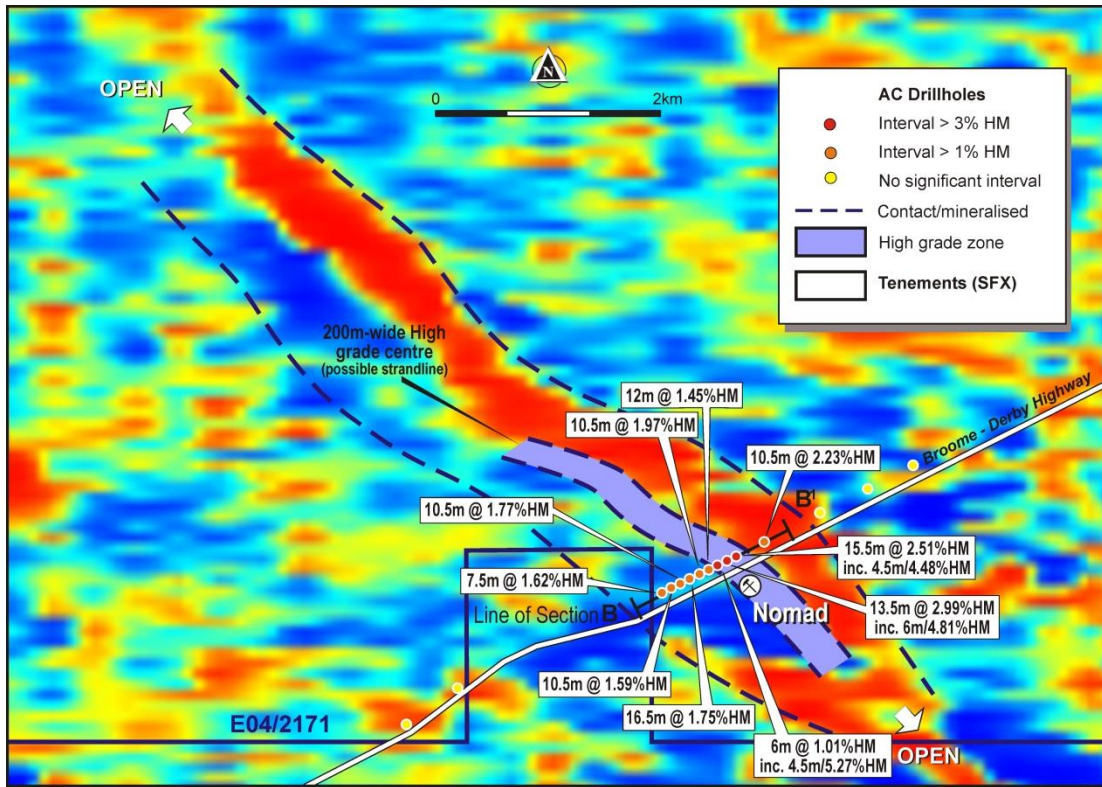 OPEN
N
0 2km
AC Drillholes
Interval > 3% HM
Interval > 1% HM
No significant interval
Contact/mineralised
High grade zone
Tenements (SFX)
200m-wide High
grade centre
(possible strandline)
12m @ 1.45%HM
10.5m @ 1.97%HM
Broome - Derby Highway
10.5m @ 2.23%HM
B1
10.5m @ 1.77%HM
15.5m @ 2.51%HM
inc. 4.5m/4.48%HM
7.5m @ 1.62%HM
Line of Section
B
Nomad
13.5m @ 2.99%HM
inc. 6m/4.81%HM
10.5m @ 1.59%HM
16.5m @ 1.75%HM
E04/2171
6m @ 1.01%HM
inc. 4.5m/5.27%HM
OPEN